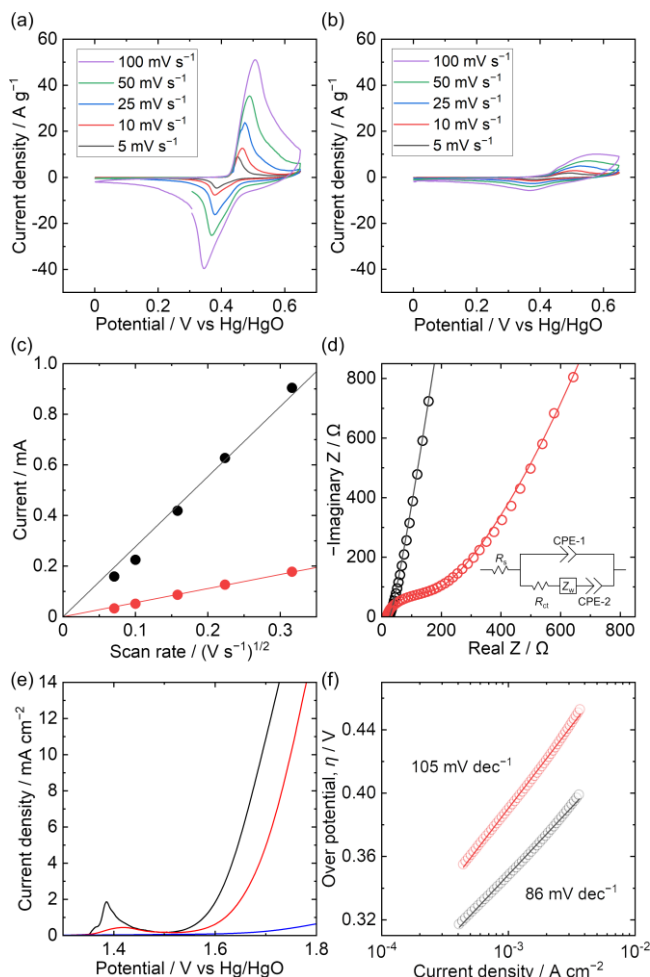 (a)
60
40
20
0
−20
−40
Current density / A g⁻¹
100 mV s⁻¹
50 mV s⁻¹
25 mV s⁻¹
10 mV s⁻¹
5 mV s⁻¹
0 0.2 0.4 0.6
Potential / V vs Hg/HgO
(b)
60
40
20
0
−20
−40
Current density / A g⁻¹
100 mV s⁻¹
50 mV s⁻¹
25 mV s⁻¹
10 mV s⁻¹
5 mV s⁻¹
0.0 0.2 0.4 0.6
Potential / V vs Hg/HgO
(c)
1.0
0.8
0.6
0.4
0.2
0.0
Current / mA
0 0.1 0.2 0.3
Scan rate / (V s⁻¹)^1/2
(d)
800
600
400
200
0
−Imaginary Z / Ω
CPE-1
Rs
Rct
Zw
CPE-2
0 200 400 600 800
Real Z / Ω
(e)
14
12
10
8
6
4
2
0
Current density / mA cm⁻²
1.4 1.6 1.8
Potential / V vs Hg/HgO
(f)
0.44
0.40
0.36
0.32
Over potential, η / V
105 mV dec⁻¹
86 mV dec⁻¹
10⁻⁴ 10⁻³ 10⁻²
Current density / A cm⁻²